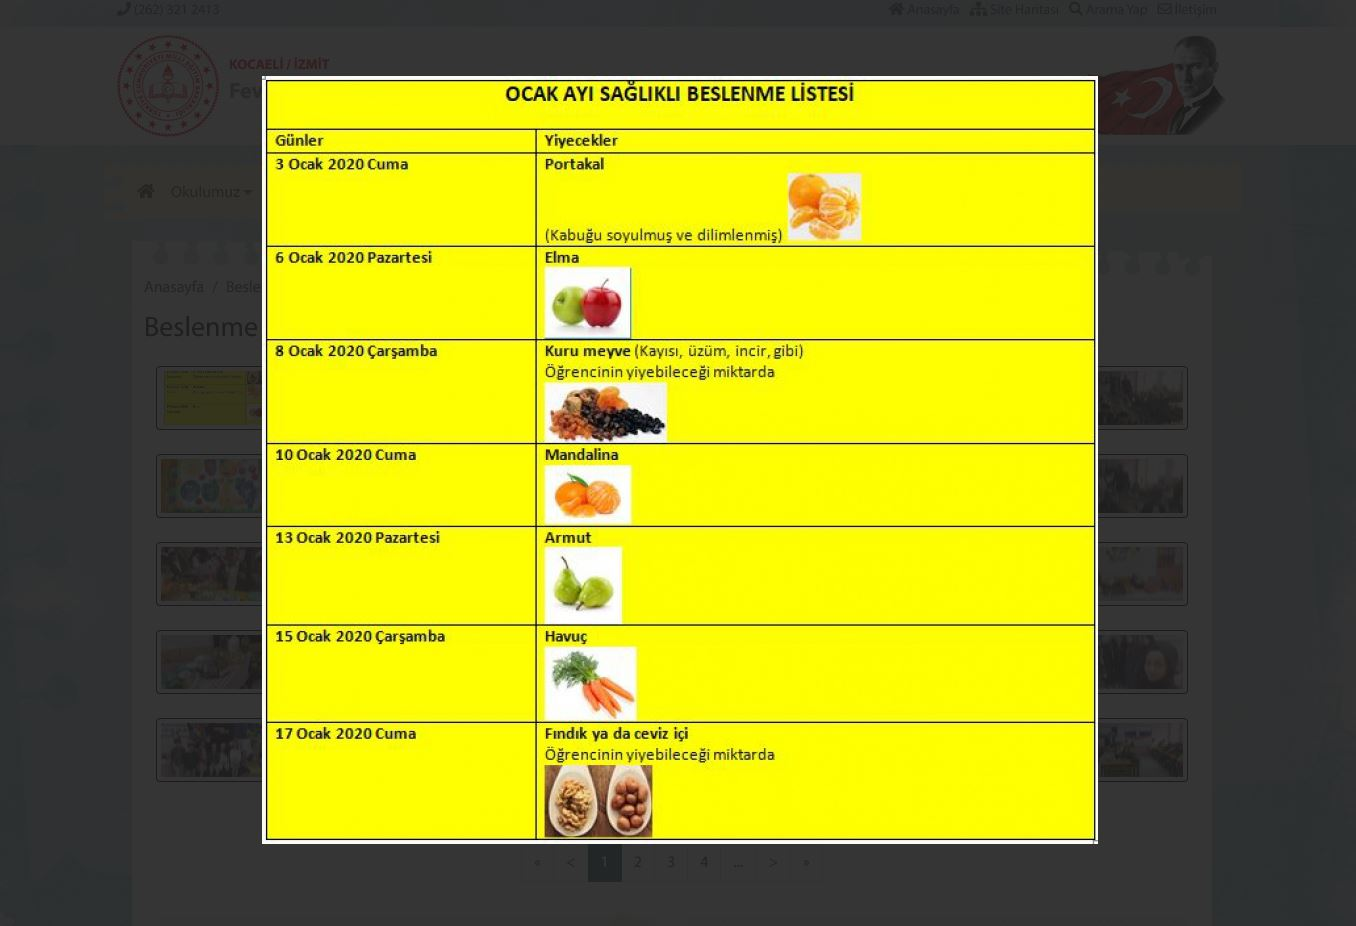 (262) 321 2413
Anasayfa Site Haritası Arama Yap İletişim
KOCAELİ / İZMİT
Fev
Okulumuz
Anasayfa / Besle
Beslenme
OCAK AYI SAĞLIKLI BESLENME LİSTESİ
Günler Yiyecekler
3 Ocak 2020 Cuma Portakal
(Kabuğu soyulmuş ve dilimlenmiş)
6 Ocak 2020 Pazartesi Elma
8 Ocak 2020 Çarşamba Kuru meyve (Kayısı, üzüm, incir, gibi)
Öğrencinin yiyebileceği miktarda
10 Ocak 2020 Cuma Mandalina
13 Ocak 2020 Pazartesi Armut
15 Ocak 2020 Çarşamba Havuç
17 Ocak 2020 Cuma Fındık ya da ceviz içi
Öğrencinin yiyebileceği miktarda
« < 1 2 3 4 ... > »